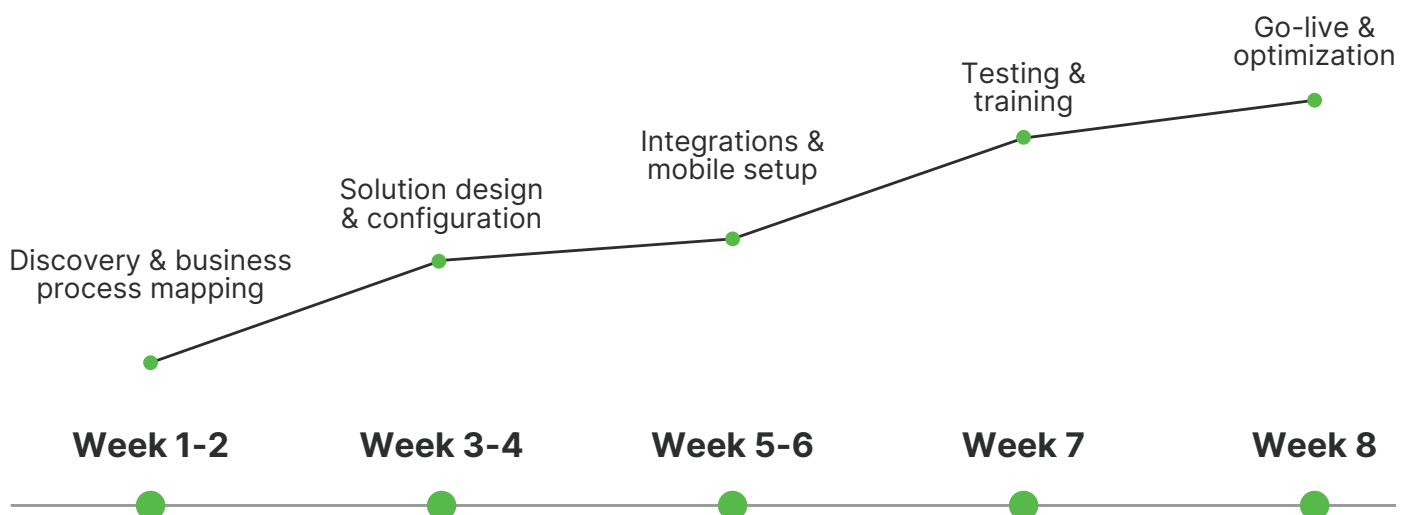 Discovery & business
process mapping
Solution design
& configuration
Integrations &
mobile setup
Testing &
training
Go-live &
optimization
Week 1-2
Week 3-4
Week 5-6
Week 7
Week 8